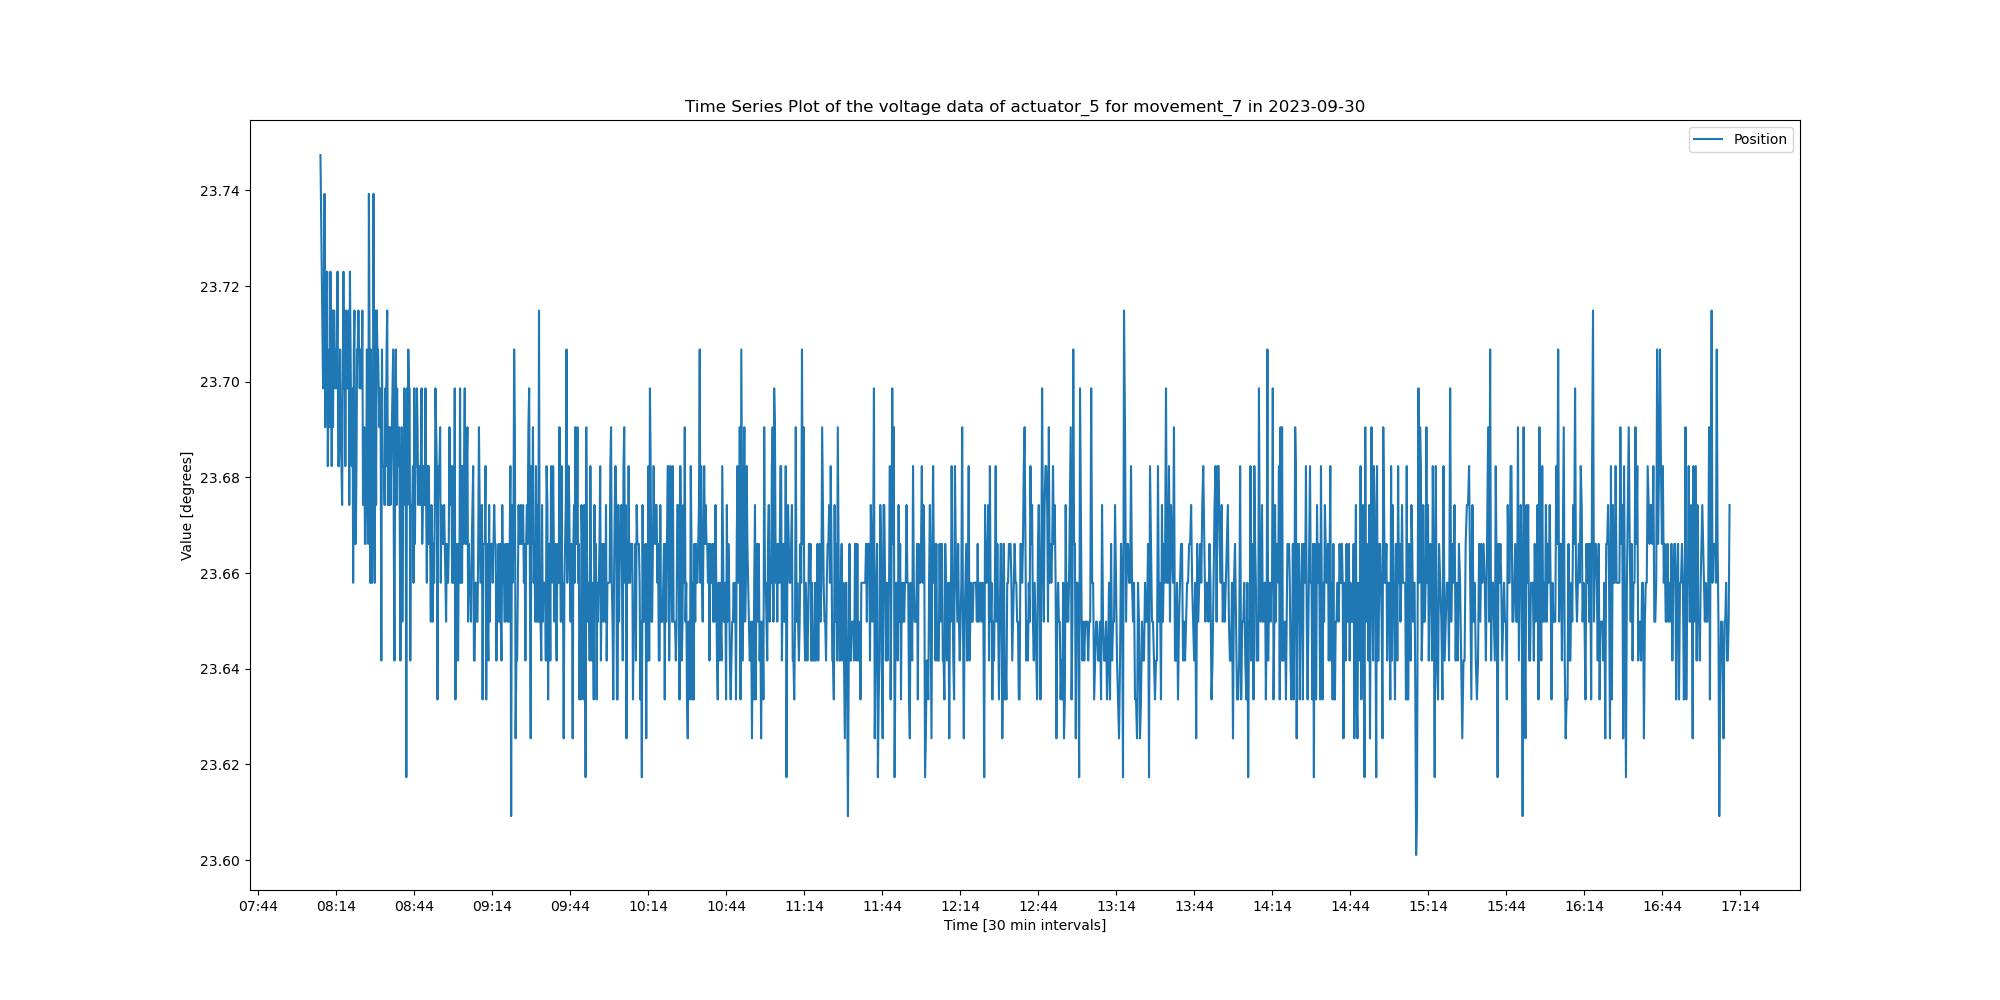 Time Series Plot of the voltage data of actuator_5 for movement_7 in 2023-09-30
Position
23.74
23.72
23.70
23.68
23.66
23.64
23.62
23.60
Value [degrees]
07:44 08:14 08:44 09:14 09:44 10:14 10:44 11:14 11:44 12:14 12:44 13:14 13:44 14:14 14:44 15:14 15:44 16:14 16:44 17:14
Time [30 min intervals]